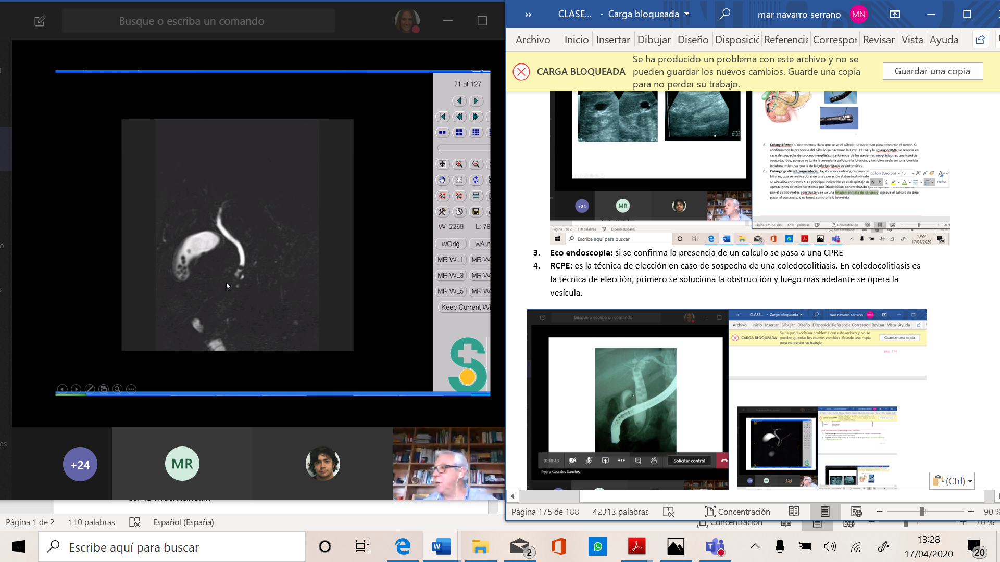 Busque o escriba un comando
71 of 127
W: 2269 L: 78
wOrig wAut
MR WL1 MR W
MR WL3 MR W
MR WL5 MR W
Keep Current W
+24
MR
Página 1 de 2 110 palabras Español (España)
CLASE... - Carga bloqueada mar navarro serrano MN
Archivo Inicio Insertar Dibujar Diseño Disposició Referencia Correspor Revisar Vista Ayuda
CARGA BLOQUEADA
Se ha producido un problema con este archivo y no se
pueden guardar los nuevos cambios. Guarde una copia
para no perder su trabajo.
Guardar una copia
5. ColangioRMN: si no tenemos claro que se ve el cálculo, se hace esto para descartar el tumor. Si
confirmamos la presencia del cálculo ya hacemos la CPRE. El TAC y la colangiorRMN se reserva en
caso de sospecha de proceso neoplásico. La ictericia de los pacientes neoplásicos es una ictericia
apagada, leve, porque se junta la anemia la palidez y la ictericia, y también suele ser una ictericia
indolora, mientras que la de la coledocolitasis es sintomática.
6. Colangiografía intraoperatoria : Exploración radiológica para con
biliares, que se realiza durante una operación abdominal introdu
se visualiza con rayos X. La principal indicación es el despistaje de
operaciones de colecistectomía por litiasis biliar. aprovechando
por el cístico metes constraste y se ve una imagen en pata de cangrejo, porque el calculo no deja
pasar el contraste, y se forma como una U invertida.
Calibri (Cuerpo) 10
N K S Estilos
+24
MR
Página 175 de 188 42313 palabras Concentración 90 %
Página 1 de 2 110 palabras Español (España)
Escribe aquí para buscar
13:27
17/04/2020
20
3. Eco endoscopia: si se confirma la presencia de un calculo se pasa a una CPRE
4. RCPE: es la técnica de elección en caso de sospecha de una coledocolitiasis. En coledocolitiasis es
la técnica de elección, primero se soluciona la obstrucción y luego más adelante se opera la
vesícula.
Busque o escriba un comando
CLASE... - Carga bloqueada mar navarro serrano MN
Archivo Inicio Insertar Dibujar Diseño Disposició Referencia Correspor Revisar Vista Ayuda
CARGA BLOQUEADA
Se ha producido un problema con este archivo y no se
pueden guardar los nuevos cambios. Guarde una copia
para no perder su trabajo.
Guardar una copia
pág. 174
01:10:43 Solicitar control
Pedro Cascales Sánchez
(Ctrl)
Página 175 de 188 42313 palabras Concentración 90 %
Concentración 70 %
Escribe aquí para buscar
2
13:28
17/04/2020
20